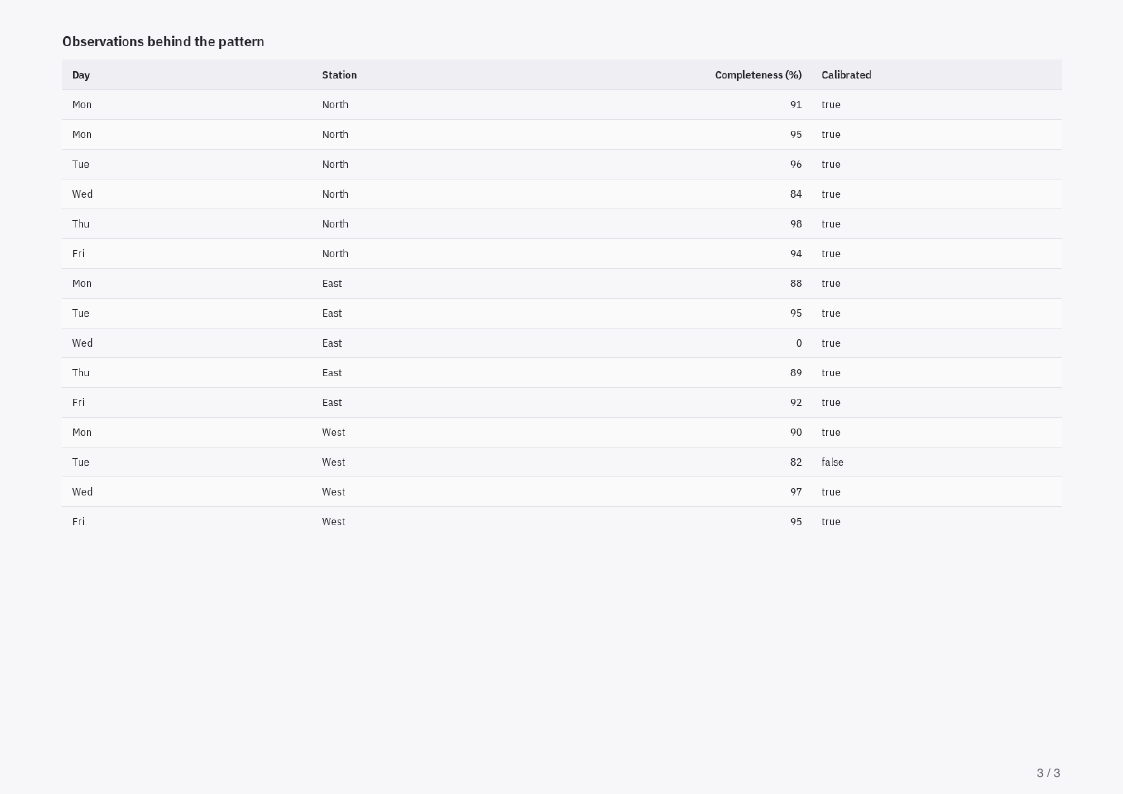 Observations behind the pattern
Day Station Completeness (%) Calibrated
Mon North 91 true
Mon North 95 true
Tue North 96 true
Wed North 84 true
Thu North 98 true
Fri North 94 true
Mon East 88 true
Tue East 95 true
Wed East 0 true
Thu East 89 true
Fri East 92 true
Mon West 90 true
Tue West 82 false
Wed West 97 true
Fri West 95 true
3 / 3